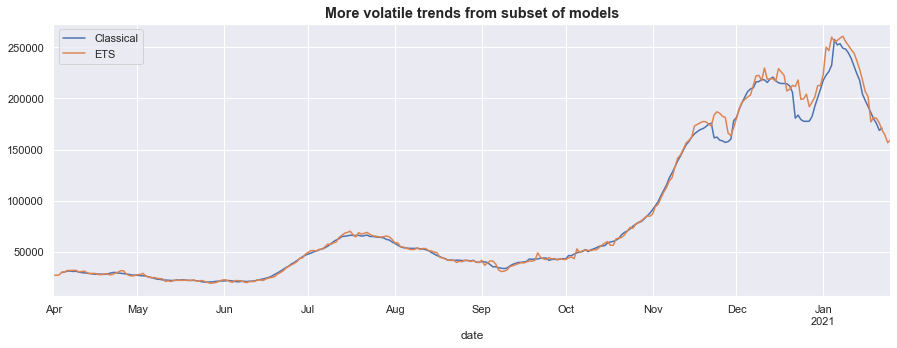 More volatile trends from subset of models
Classical
ETS
250000
200000
150000
100000
50000
Apr May Jun Jul Aug Sep Oct Nov Dec Jan
2021
date